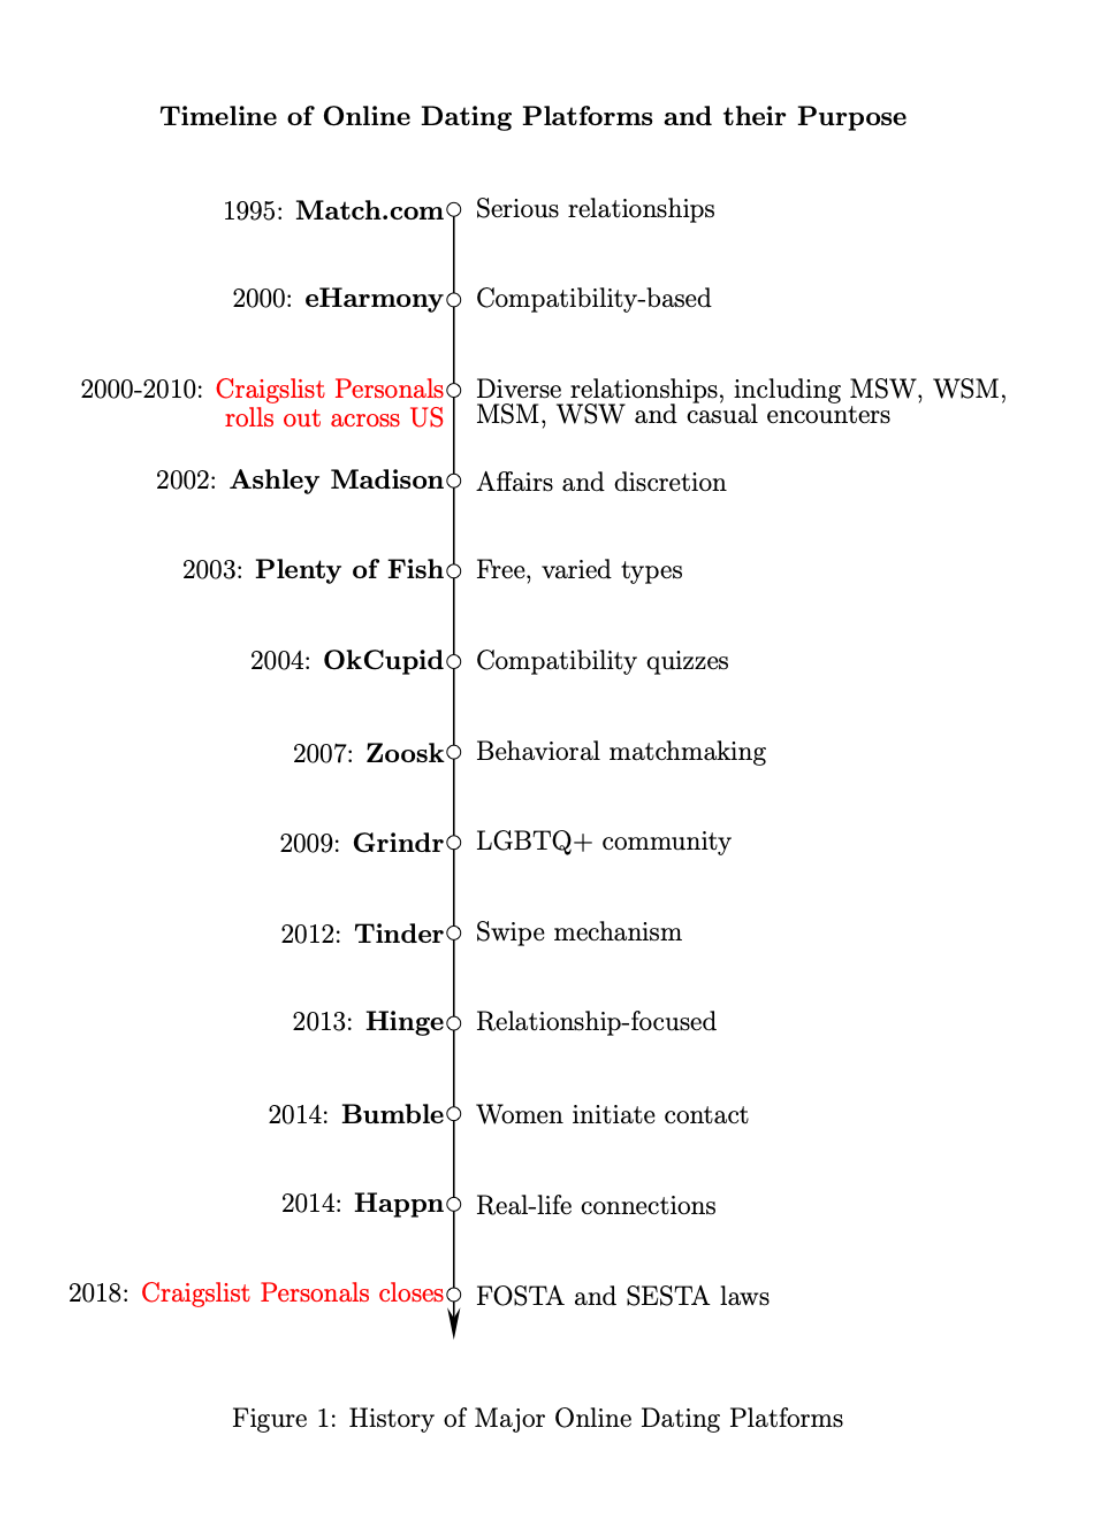 Timeline of Online Dating Platforms and their Purpose
1995: Match.com Serious relationships
2000: eHarmony Compatibility-based
2000-2010: Craigslist Personals Diverse relationships, including MSW, WSM,
rolls out across US MSM, WSW and casual encounters
2002: Ashley Madison Affairs and discretion
2003: Plenty of Fish Free, varied types
2004: OkCupid Compatibility quizzes
2007: Zoosk Behavioral matchmaking
2009: Grindr LGBTQ+ community
2012: Tinder Swipe mechanism
2013: Hinge Relationship-focused
2014: Bumble Women initiate contact
2014: Happn Real-life connections
2018: Craigslist Personals closes FOSTA and SESTA laws
Figure 1: History of Major Online Dating Platforms